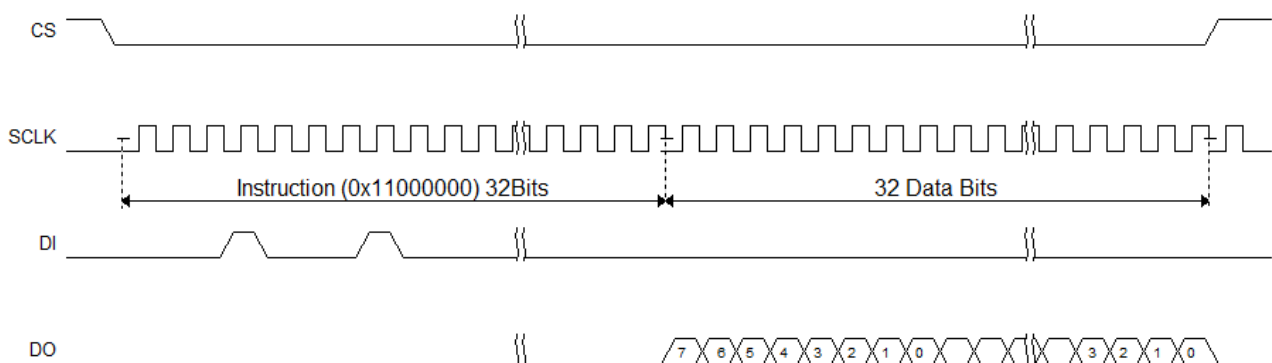 CS
SCLK
Instruction (0x11000000) 32Bits
32 Data Bits
DI
DO
7 6 5 4 3 2 1 0 3 2 1 0